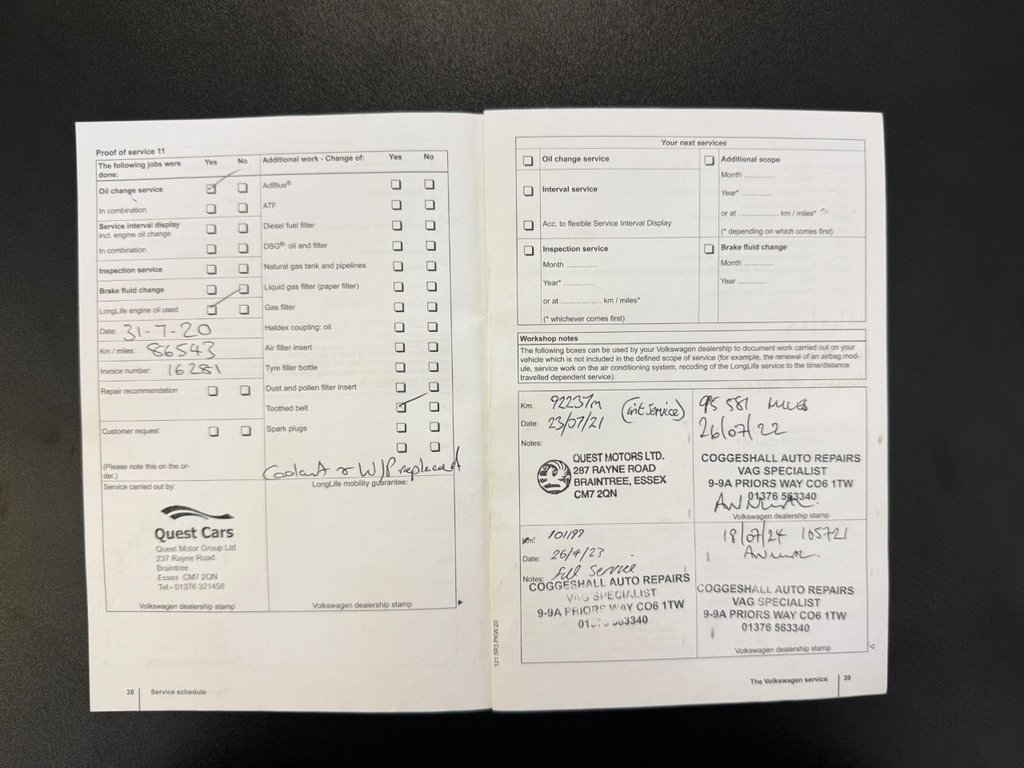 Proof of service 11
The following jobs were done: Yes No
Oil change service
In combination
Service interval display
incl. engine oil change
In combination
Inspection service
Brake fluid change
LongLife engine oil used
Date: 31-7-20
Km / miles: 86543
Invoice number: 16281
Repair recommendation
Customer request
(Please note this on the or-
der.)
Additional work - Change of: Yes No
AdBlue®
ATF
Diesel fuel filter
DSG®: oil and filter
Natural gas tank and pipelines
Liquid gas filter (paper filter)
Gas filter
Haldex coupling: oil
Air filter insert
Tyre filler bottle
Dust and pollen filter insert
Toothed belt
Spark plugs
Coolant & W/P replaced
Service carried out by:
Quest Cars
Quest Motor Group Ltd
237 Rayne Road
Braintree
Essex CM7 2QN
Tel:- 01376 321458
Volkswagen dealership stamp
LongLife mobility guarantee:
Volkswagen dealership stamp
38 Service schedule
Your next services
Oil change service
Interval service
Acc. to flexible Service Interval Display
Inspection service
Month ..............
Year* ..............
or at .................... km / miles*
(* whichever comes first)
Additional scope
Month ..............
Year* ..............
or at .................... km / miles*
(* depending on which comes first)
Brake fluid change
Month ..............
Year ..............
Workshop notes
The following boxes can be used by your Volkswagen dealership to document work carried out on your
vehicle which is not included in the defined scope of service (for example, the renewal of an airbag mod-
ule, service work on the air conditioning system, recoding of the LongLife service to the time/distance
travelled dependent service).
Km: 92237m (int service)
Date: 23/07/21
Notes:
QUEST MOTORS LTD.
287 RAYNE ROAD
BRAINTREE, ESSEX
CM7 2QN
95 581 MILES
26/07/22
COGGESHALL AUTO REPAIRS
VAG SPECIALIST
9-9A PRIORS WAY CO6 1TW
01376 563340
Volkswagen dealership stamp
Km: 101197
Date: 26/7/23
Notes: Full Service
COGGESHALL AUTO REPAIRS
VAG SPECIALIST
9-9A PRIORS WAY CO6 1TW
18/07/24 105721
COGGESHALL AUTO REPAIRS
VAG SPECIALIST
9-9A PRIORS WAY CO6 1TW
01376 563340
Volkswagen dealership stamp
121.5R3.PKW.20
The Volkswagen service 39